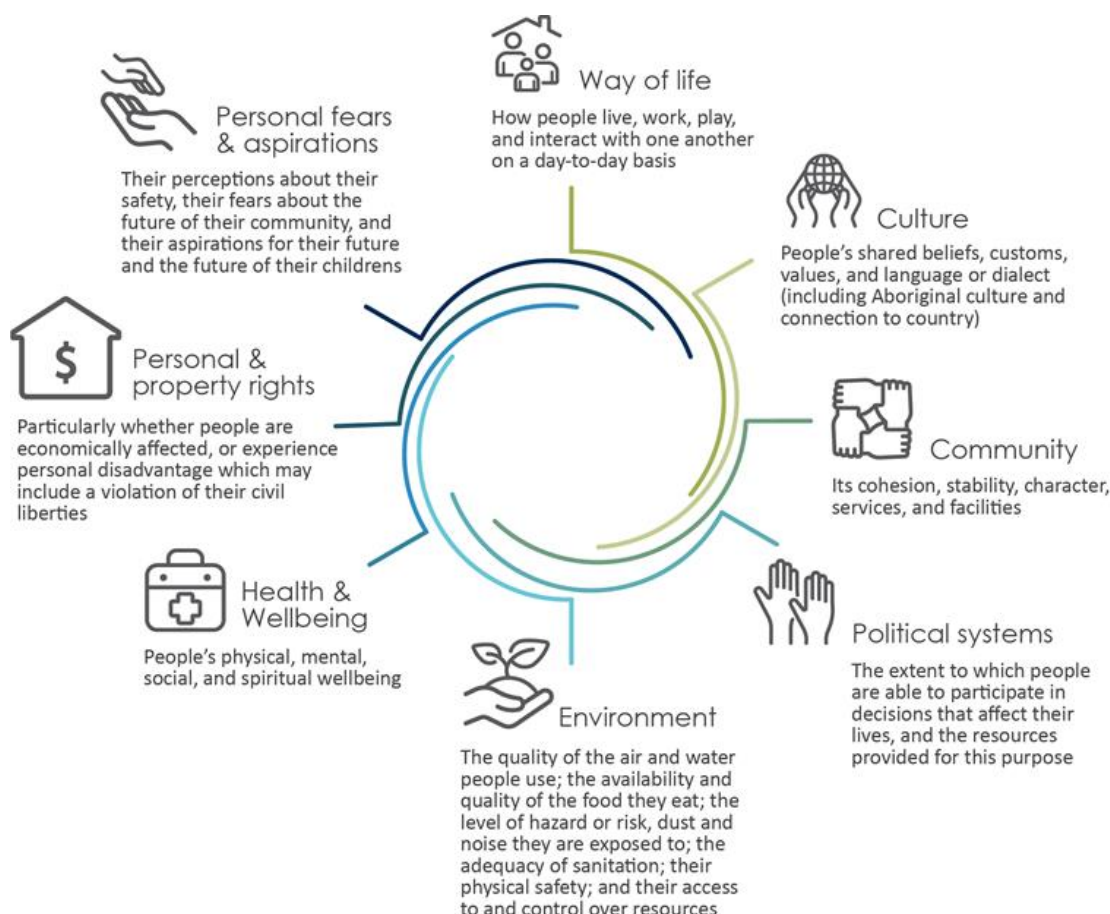 Way of life
How people live, work, play,
and interact with one another
on a day-to-day basis
Culture
People's shared beliefs, customs,
values, and language or dialect
(including Aboriginal culture and
connection to country)
Community
Its cohesion, stability, character,
services, and facilities
Political systems
The extent to which people
are able to participate in
decisions that affect their
lives, and the resources
provided for this purpose
Environment
The quality of the air and water
people use; the availability and
quality of the food they eat; the
level of hazard or risk, dust and
noise they are exposed to; the
adequacy of sanitation; their
physical safety; and their access
to and control over resources
Health &
Wellbeing
People's physical, mental,
social, and spiritual wellbeing
$
Personal &
property rights
Particularly whether people are
economically affected, or experience
personal disadvantage which may
include a violation of their civil
liberties
Personal fears
& aspirations
Their perceptions about their
safety, their fears about the
future of their community, and
their aspirations for their future
and the future of their childrens